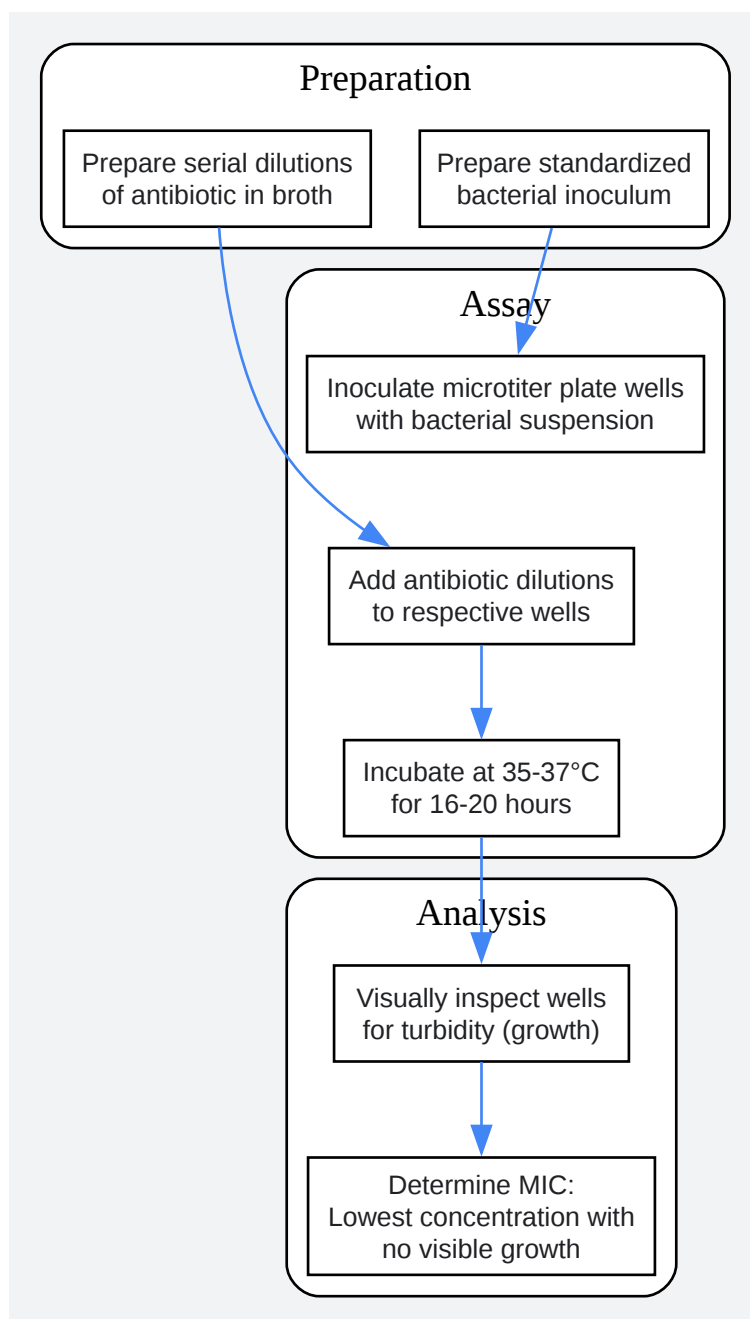 Preparation
Prepare serial dilutions
of antibiotic in broth
Prepare standardized
bacterial inoculum
Assay
Inoculate microtiter plate wells
with bacterial suspension
Add antibiotic dilutions
to respective wells
Incubate at 35-37°C
for 16-20 hours
Analysis
Visually inspect wells
for turbidity (growth)
Determine MIC:
Lowest concentration with
no visible growth